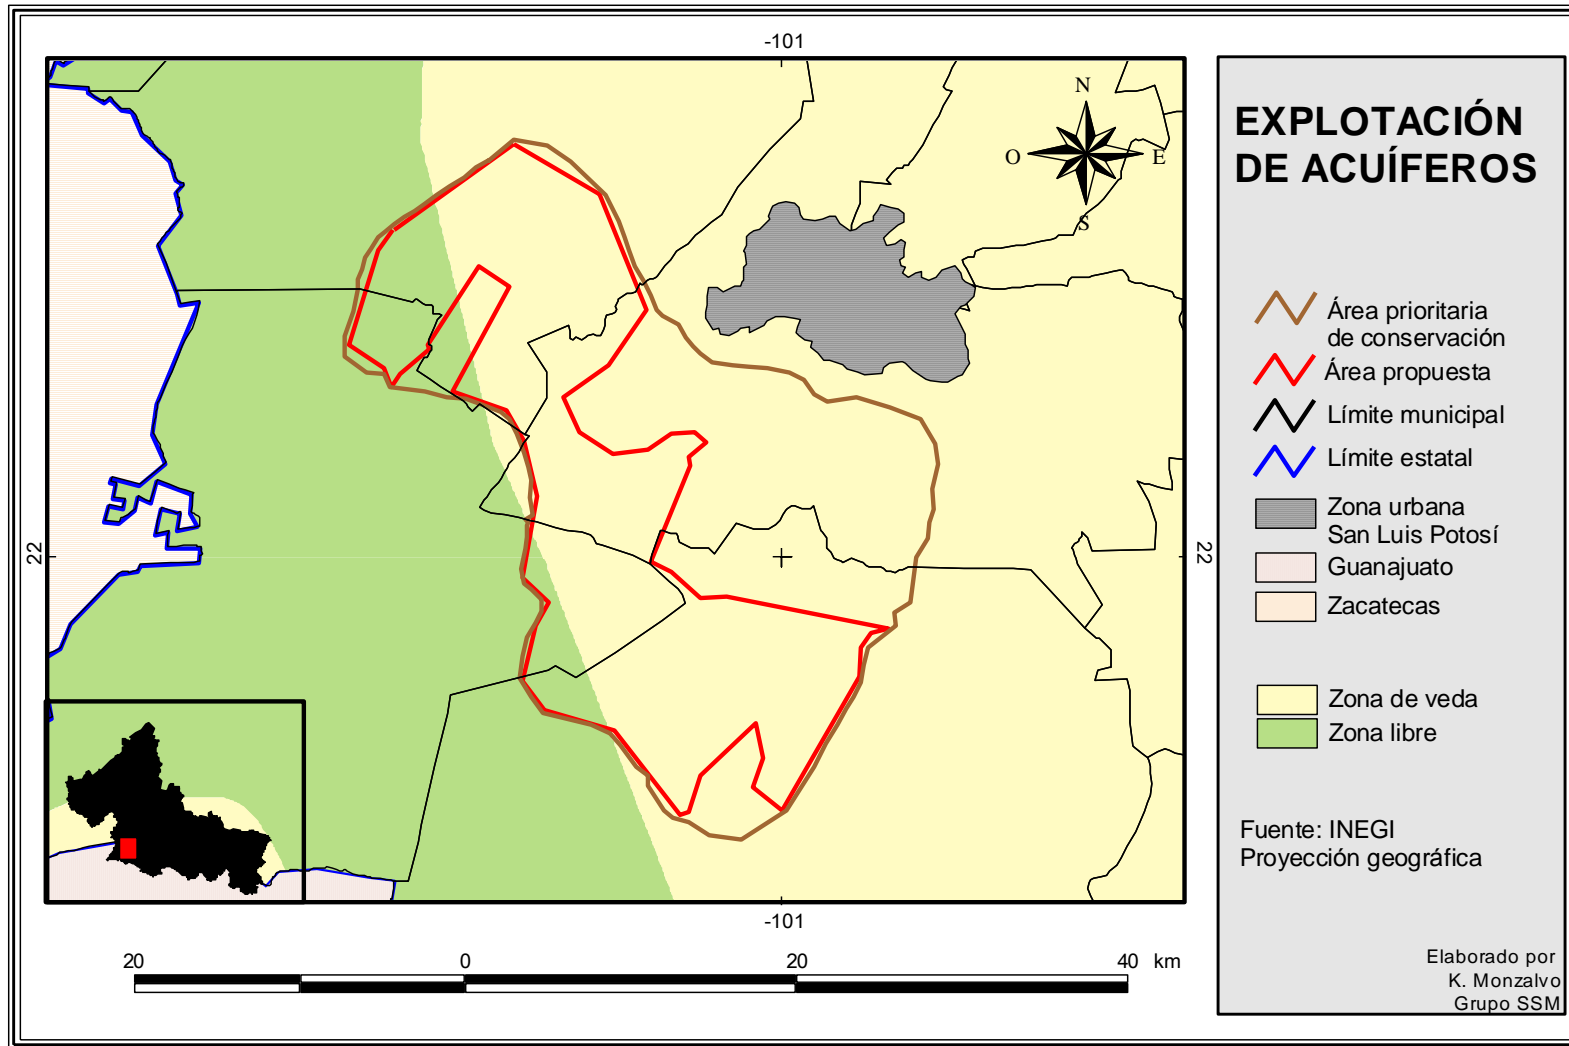 -101
N
O
E
S
22
22
-101
20
0
20
40
km
EXPLOTACIÓN
DE ACUÍFEROS
Área prioritaria
de conservación
Área propuesta
Límite municipal
Límite estatal
Zona urbana
San Luis Potosí
Guanajuato
Zacatecas
Zona de veda
Zona libre
Fuente: INEGI
Proyección geográfica
Elaborado por
K. Monzalvo
Grupo SSM